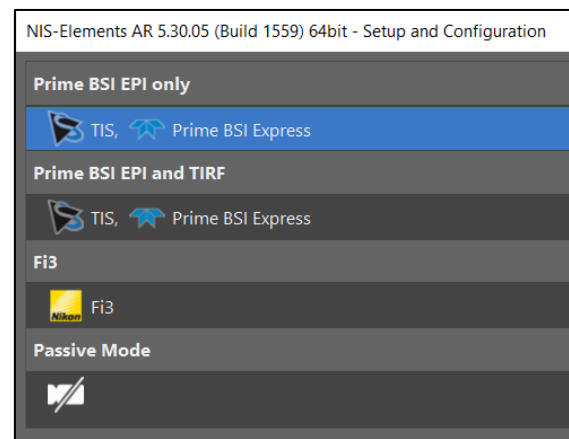 NIS-Elements AR 5.30.05 (Build 1559) 64bit - Setup and Configuration
Prime BSI EPI only
TIS, Prime BSI Express
Prime BSI EPI and TIRF
TIS, Prime BSI Express
Fi3
Nikon Fi3
Passive Mode